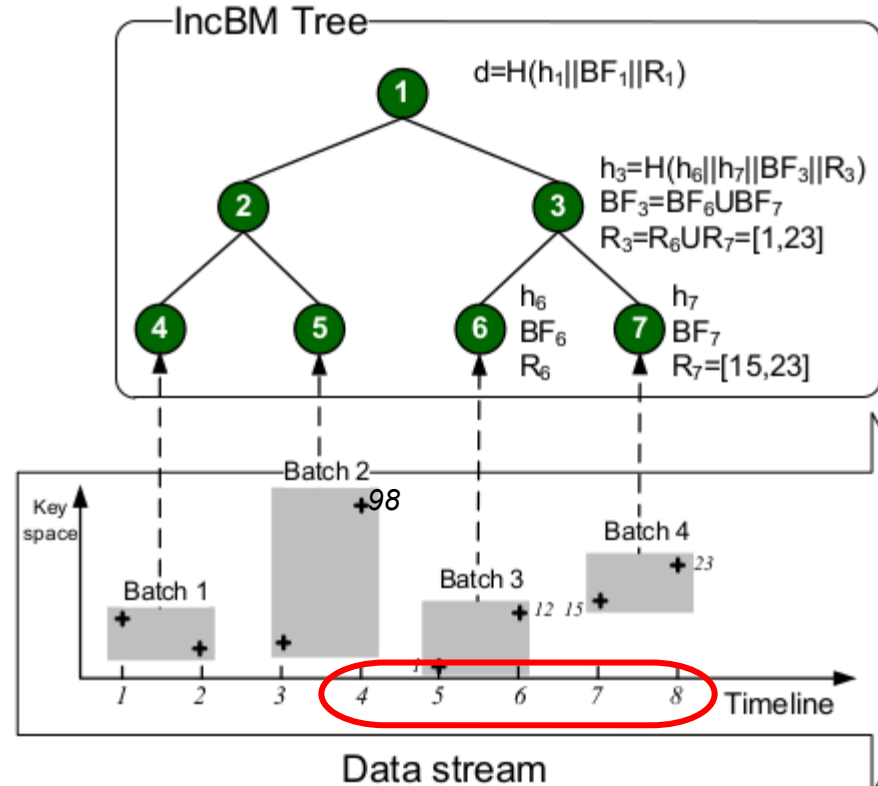 IncBM Tree
1
d=H(h₁||BF₁||R₁)
2
3
h₃=H(h₆||h₇||BF₃||R₃)
BF₃=BF₆UBF₇
R₃=R₆UR₇=[1,23]
4
5
6
h₆
BF₆
R₆
7
h₇
BF₇
R₇=[15,23]
Key
space
Batch 1
Batch 2
98
Batch 3
1
12
Batch 4
15
23
1 2 3 4 5 6 7 8
Timeline
Data stream